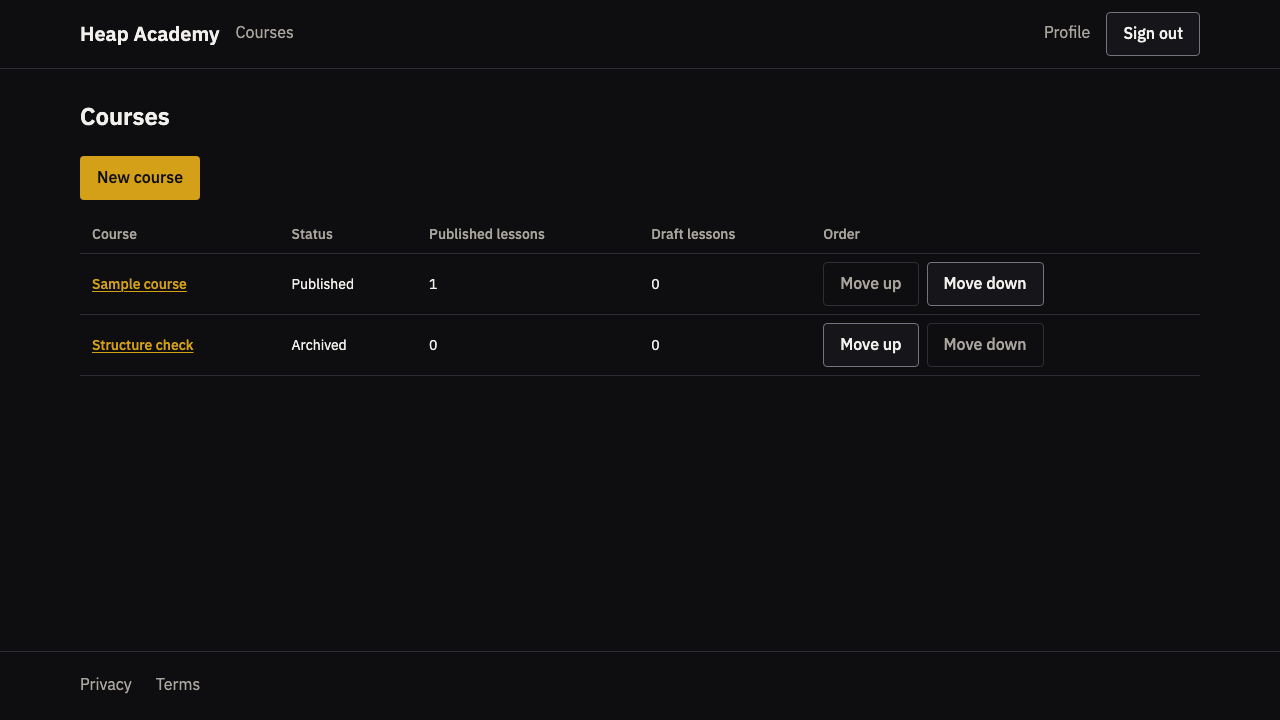 Heap Academy Courses Profile Sign out
Courses
New course
Course Status Published lessons Draft lessons Order
Sample course Published 1 0 Move up Move down
Structure check Archived 0 0 Move up Move down
Privacy Terms